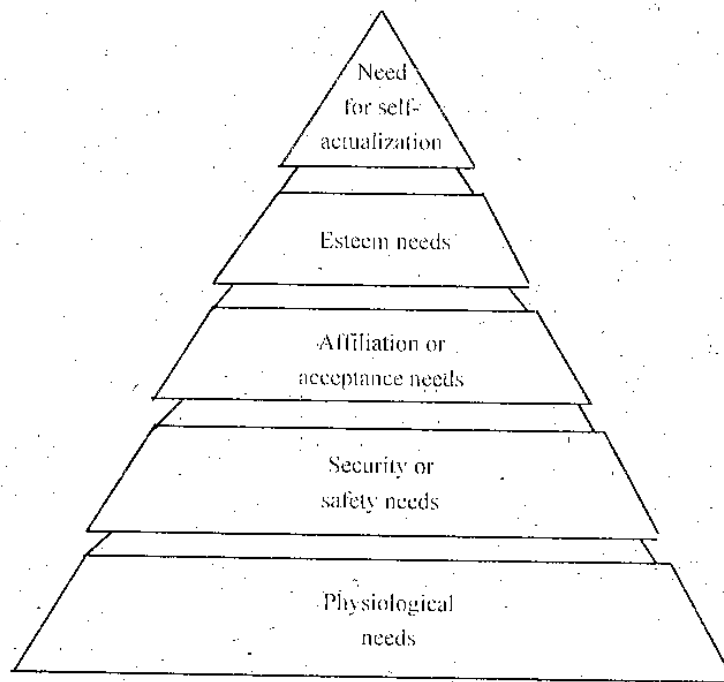 Need
for self-
actualization
Esteem needs
Affiliation or
acceptance needs
Security or
safety needs
Physiological
needs